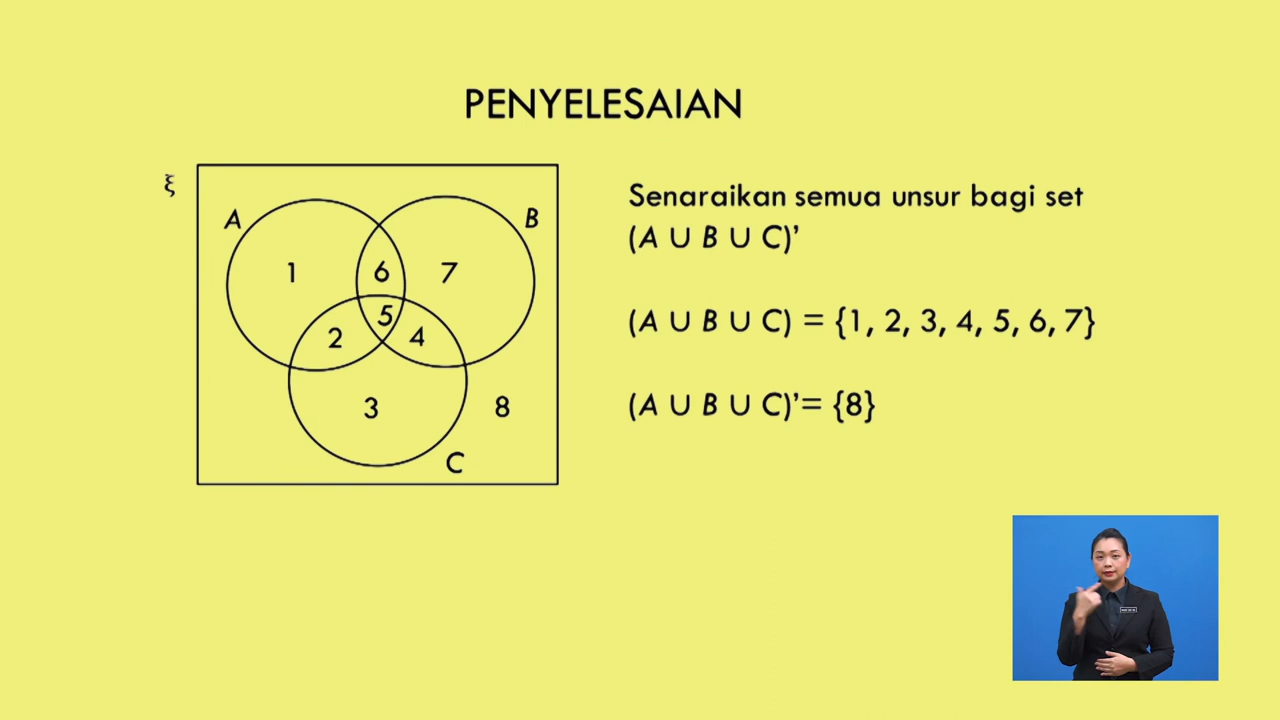 PENYELESAIAN
ξ
A
B
1
6
7
5
2
4
3
8
C
Senaraikan semua unsur bagi set
(A ∪ B ∪ C)’
(A ∪ B ∪ C) = {1, 2, 3, 4, 5, 6, 7}
(A ∪ B ∪ C)’= {8}